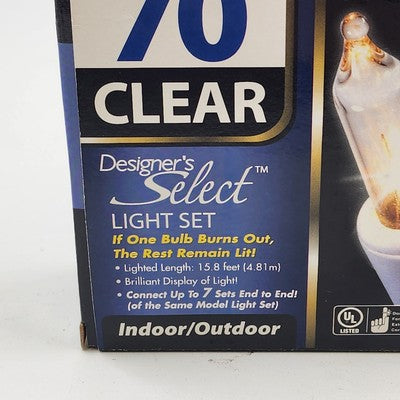 70
CLEAR
Designer's
Select™
LIGHT SET
If One Bulb Burns Out,
The Rest Remain Lit!
• Lighted Length: 15.8 feet (4.81m)
• Brilliant Display of Light!
• Connect Up To 7 Sets End to End!
(of the Same Model Light Set)
Indoor/Outdoor
UL
LISTED